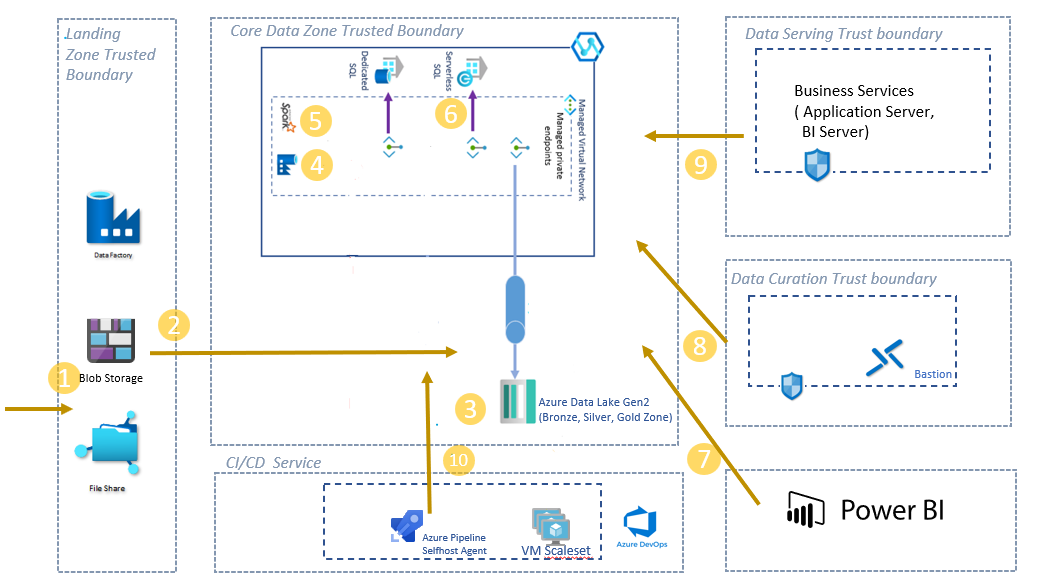 Landing
Zone Trusted
Boundary
Data Factory
2
1
Blob Storage
File Share
Core Data Zone Trusted Boundary
Dedicated
SQL
Serverless
SQL
Spark
5
6
4
Managed private
endpoints
Managed Virtual Network
3
Azure Data Lake Gen2
(Bronze, Silver, Gold Zone)
CI/CD Service
10
Azure Pipeline
Selfhost Agent
VM Scaleset
Azure DevOps
Data Serving Trust boundary
Business Services
( Application Server,
BI Server)
9
Data Curation Trust boundary
8
Bastion
7
Power BI